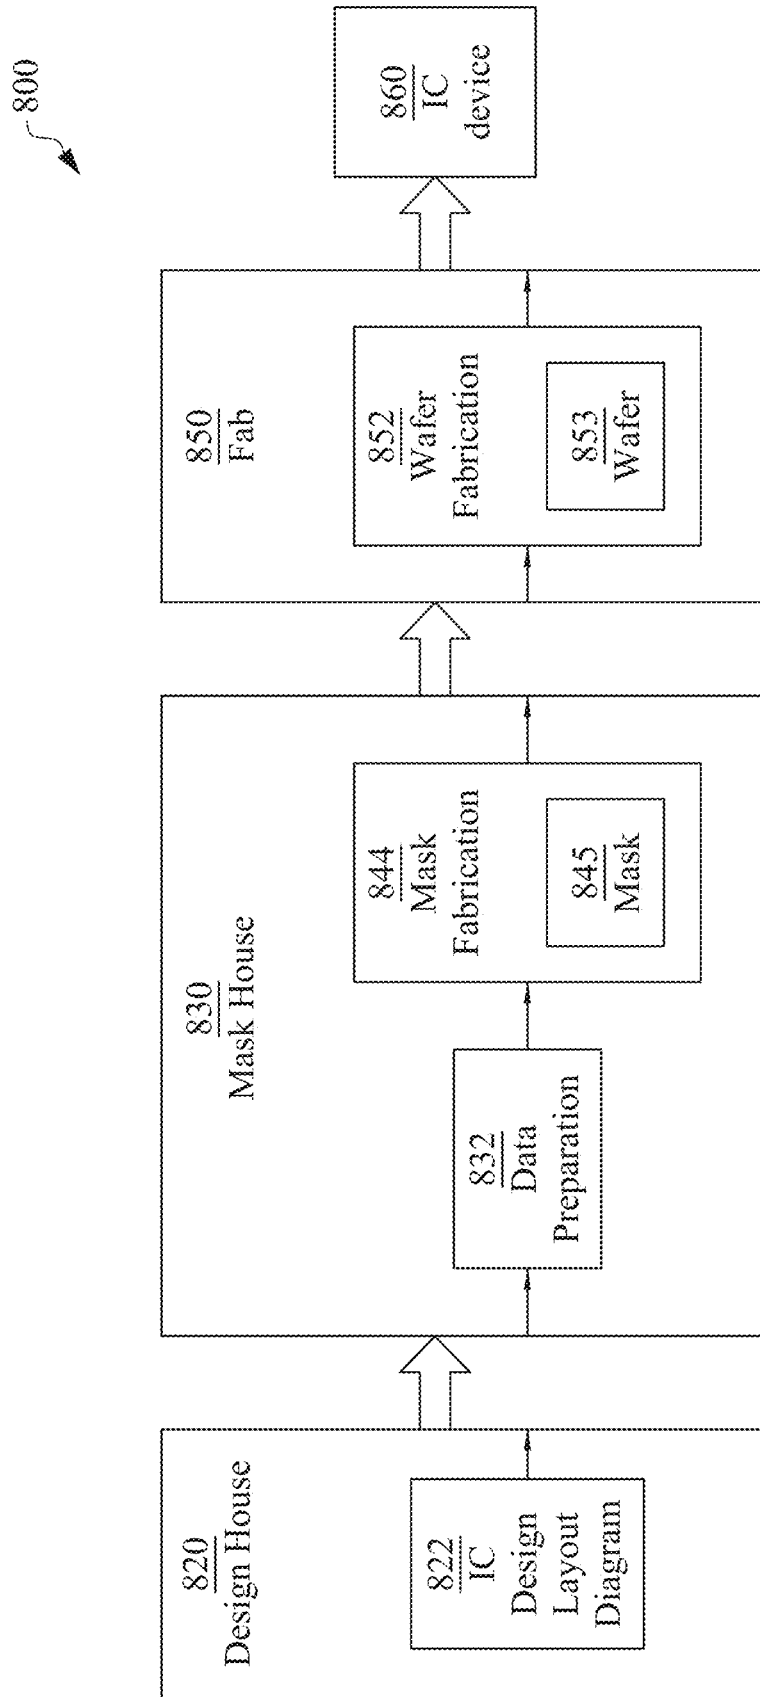 800
820
Design House
822
IC
Design
Layout
Diagram
830
Mask House
832
Data
Preparation
844
Mask
Fabrication
845
Mask
850
Fab
852
Wafer
Fabrication
853
Wafer
860
IC
device